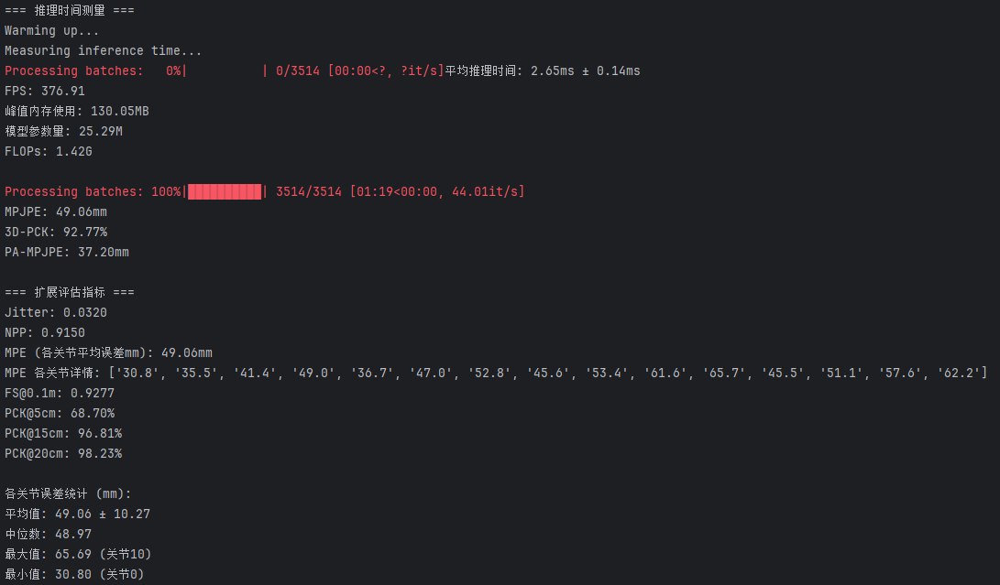 === 推理时间测量 ===
Warming up...
Measuring inference time...
Processing batches:   0%|          | 0/3514 [00:00<?, ?it/s]平均推理时间: 2.65ms ± 0.14ms
FPS: 376.91
峰值内存使用: 130.05MB
模型参数量: 25.29M
FLOPs: 1.42G
Processing batches: 100%|██████████| 3514/3514 [01:19<00:00, 44.01it/s]
MPJPE: 49.06mm
3D-PCK: 92.77%
PA-MPJPE: 37.20mm
=== 扩展评估指标 ===
Jitter: 0.0320
NPP: 0.9150
MPE (各关节平均误差mm): 49.06mm
MPE 各关节详情: ['30.8', '35.5', '41.4', '49.0', '36.7', '47.0', '52.8', '45.6', '53.4', '61.6', '65.7', '45.5', '51.1', '57.6', '62.2']
FS@0.1m: 0.9277
PCK@5cm: 68.70%
PCK@15cm: 96.81%
PCK@20cm: 98.23%
各关节误差统计 (mm):
平均值: 49.06 ± 10.27
中位数: 48.97
最大值: 65.69 (关节10)
最小值: 30.80 (关节0)